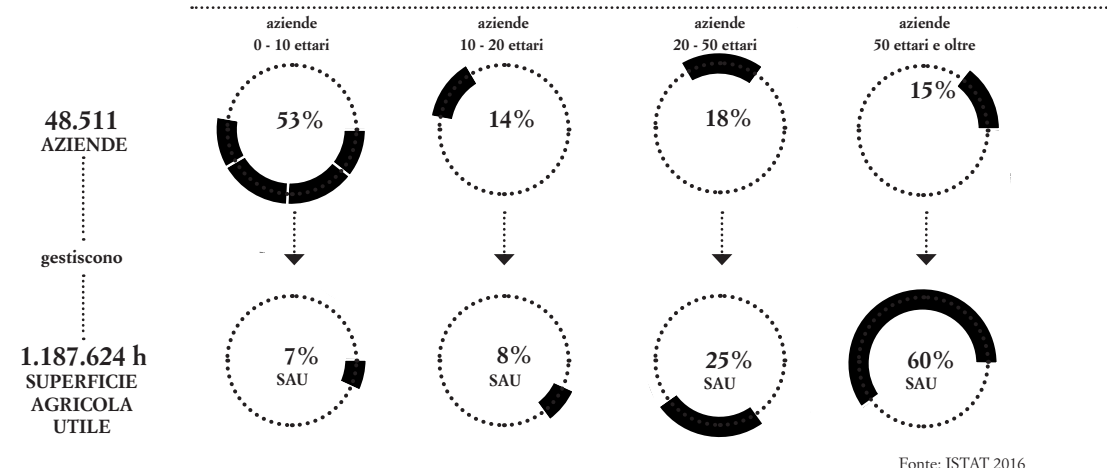 aziende
0 - 10 ettari
aziende
10 - 20 ettari
aziende
20 - 50 ettari
aziende
50 ettari e oltre
48.511
AZIENDE
53%
14%
18%
15%
gestiscono
1.187.624 h
SUPERFICIE
AGRICOLA
UTILE
7%
SAU
8%
SAU
25%
SAU
60%
SAU
Fonte: ISTAT 2016